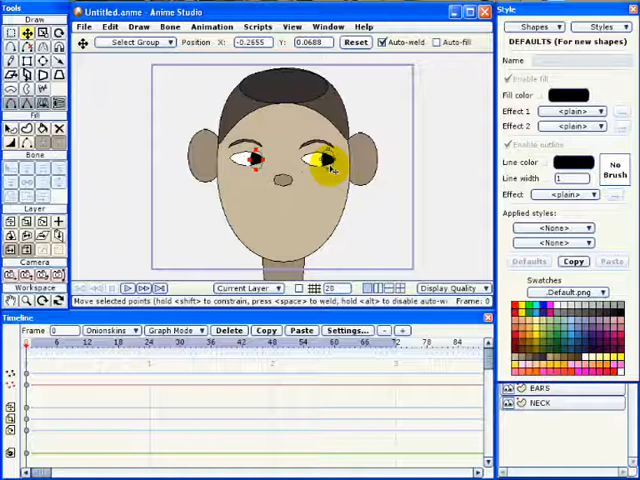 Tools
Draw
Fill
Bone
Layer
Camera
Workspace
Untitled.anme - Anime Studio
File Edit Draw Bone Animation Scripts View Window Help
Select Group Position X: -0.2655 Y: 0.0688 Reset Auto-weld Auto-fill
Current Layer 20 Display Quality
Move selected points (hold <shift> to constrain, press <space> to weld, hold <alt> to disable auto-w Frame: 0
Style
Shapes Styles
DEFAULTS (For new shapes)
Name
Enable fill
Fill color
Effect 1 <plain>
Effect 2 <plain>
Enable outline
Line color
Line width 1
No Brush
Effect <plain>
Applied styles:
<None>
<None>
Defaults Copy Paste
Swatches
.Default.png
EARS
NECK
Timeline
Frame 0 Onionskins Graph Mode Delete Copy Paste Settings... - +
6 12 18 24 30 36 42 48 54 60 66 72 78 84
1 2 3